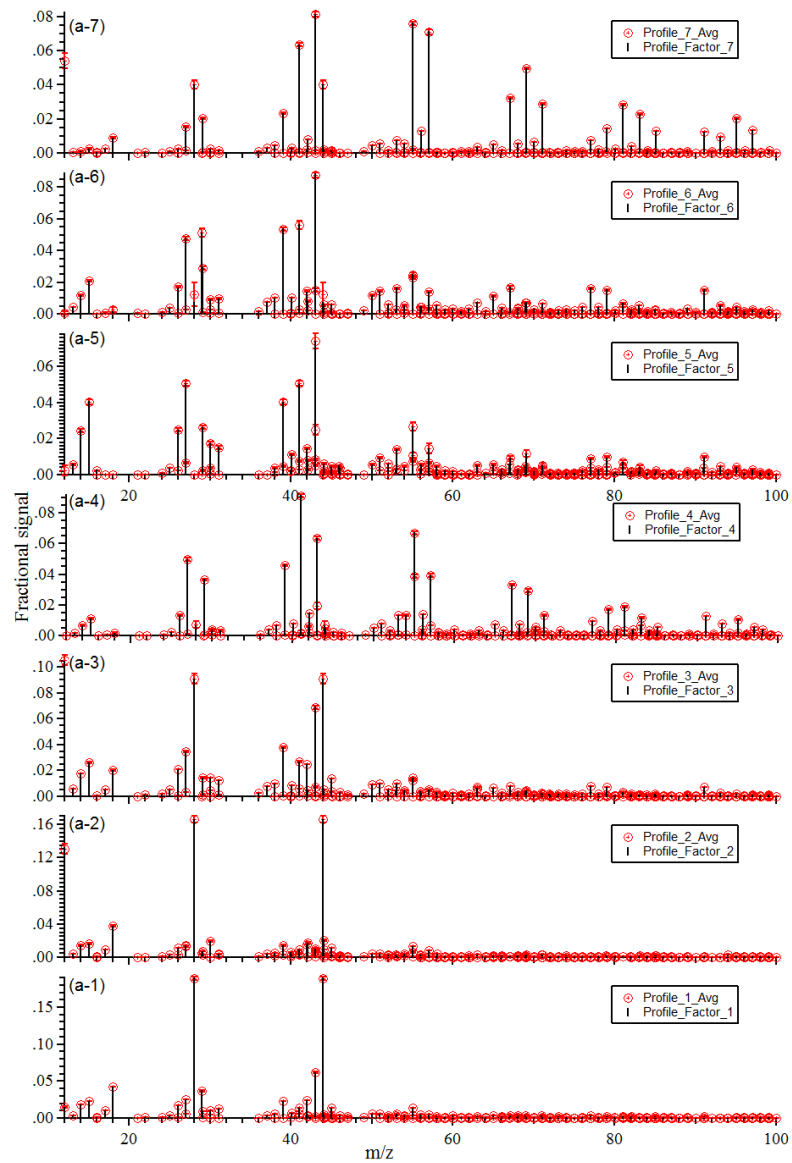 (a-7)
Profile_7_Avg
Profile_Factor_7
.08
.06
.04
.02
.00
(a-6)
Profile_6_Avg
Profile_Factor_6
.08
.06
.04
.02
.00
(a-5)
Profile_5_Avg
Profile_Factor_5
.06
.04
.02
.00
20
40
60
80
100
(a-4)
Profile_4_Avg
Profile_Factor_4
.08
.06
.04
.02
.00
Fractional signal
(a-3)
Profile_3_Avg
Profile_Factor_3
.10
.08
.06
.04
.02
.00
(a-2)
Profile_2_Avg
Profile_Factor_2
.16
.12
.08
.04
.00
(a-1)
Profile_1_Avg
Profile_Factor_1
.15
.10
.05
.00
20
40
60
80
100
m/z